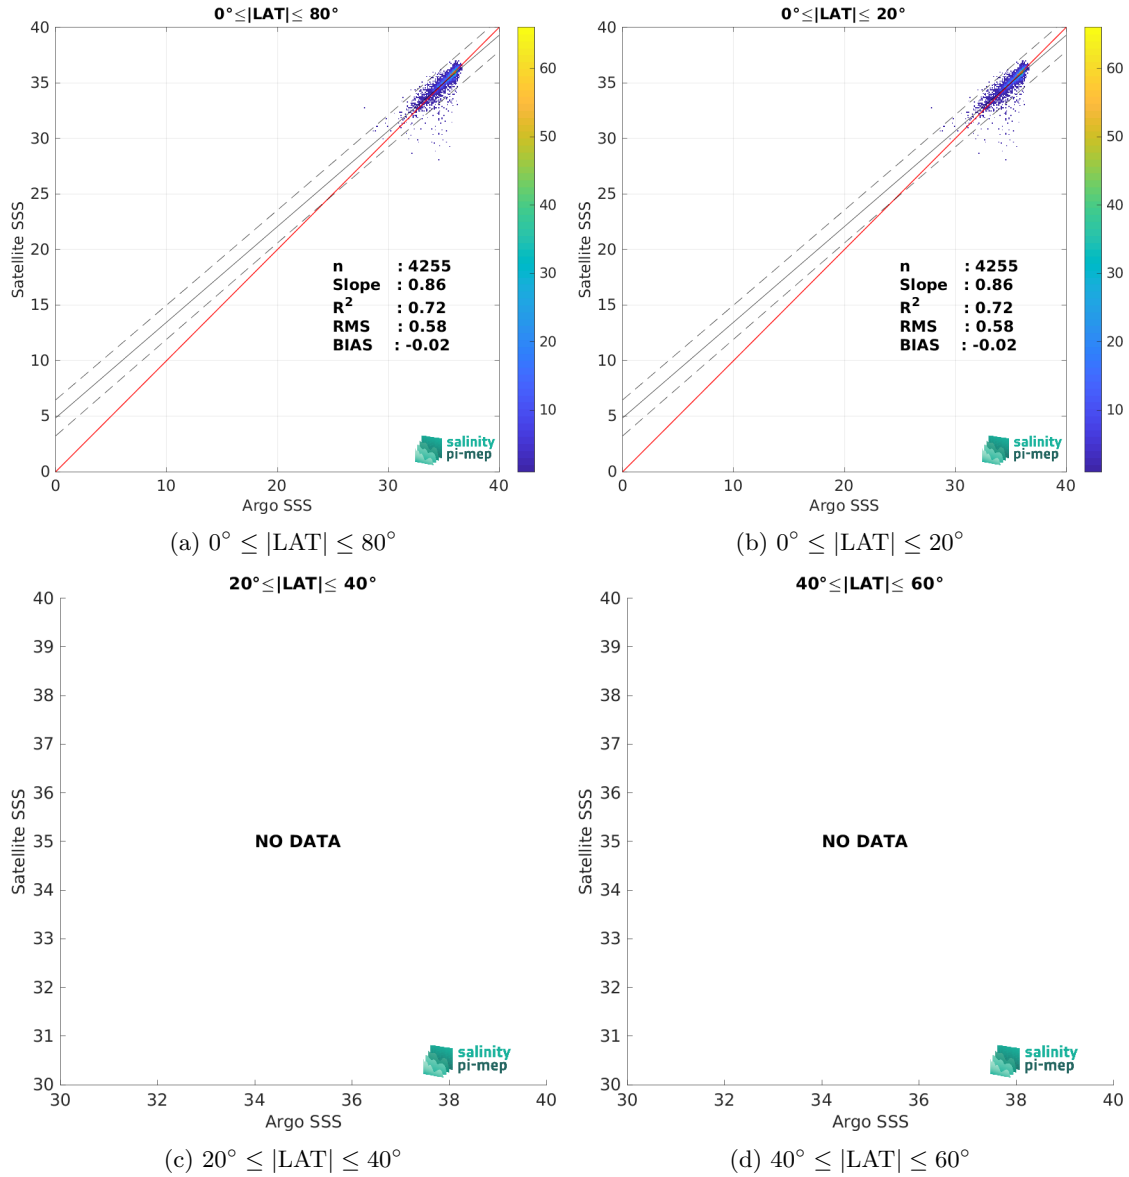 0°≤|LAT|≤ 80°
40
35
30
25
20
15
10
5
0
Satellite SSS
n : 4255
Slope : 0.86
R² : 0.72
RMS : 0.58
BIAS : -0.02
salinity
pi-mep
0 10 20 30 40
Argo SSS
60
50
40
30
20
10
(a) 0° ≤ |LAT| ≤ 80°
0°≤|LAT|≤ 20°
40
35
30
25
20
15
10
5
0
Satellite SSS
n : 4255
Slope : 0.86
R² : 0.72
RMS : 0.58
BIAS : -0.02
salinity
pi-mep
0 10 20 30 40
Argo SSS
60
50
40
30
20
10
(b) 0° ≤ |LAT| ≤ 20°
20°≤|LAT|≤ 40°
40
39
38
37
36
35
34
33
32
31
30
Satellite SSS
NO DATA
salinity
pi-mep
30 32 34 36 38 40
Argo SSS
(c) 20° ≤ |LAT| ≤ 40°
40°≤|LAT|≤ 60°
40
39
38
37
36
35
34
33
32
31
30
Satellite SSS
NO DATA
salinity
pi-mep
30 32 34 36 38 40
Argo SSS
(d) 40° ≤ |LAT| ≤ 60°